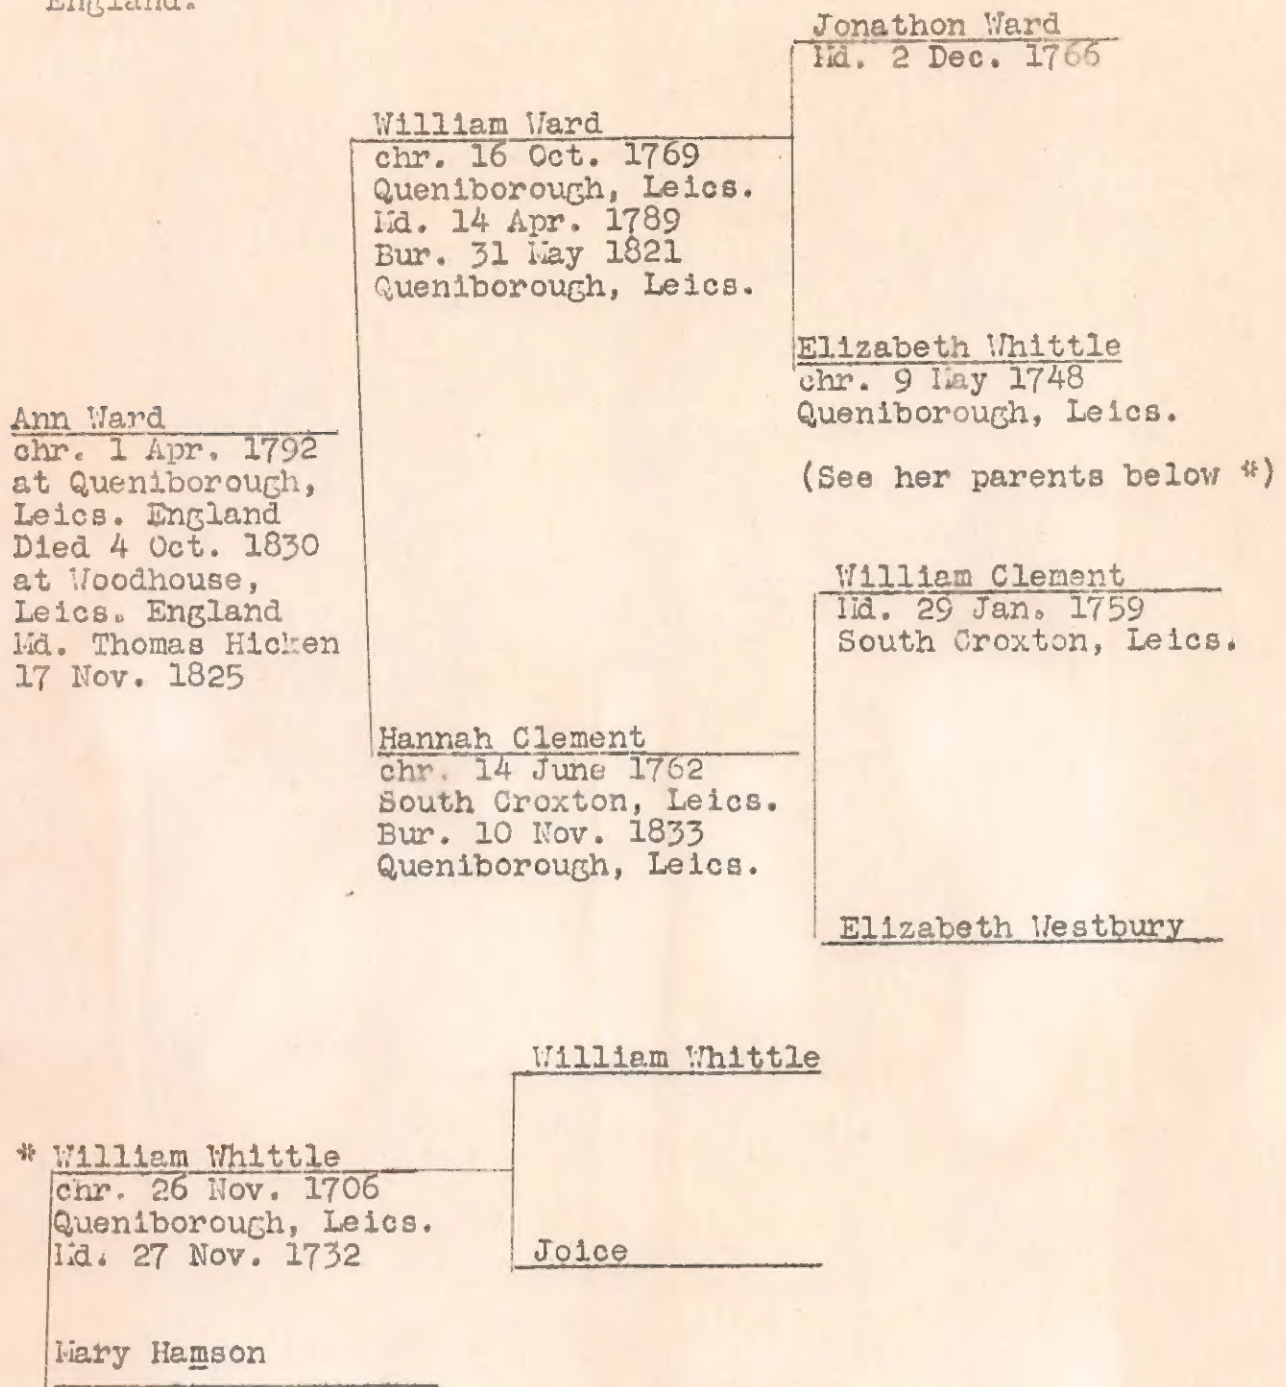 England.
Jonathon Ward
Md. 2 Dec. 1766
William Ward
chr. 16 Oct. 1769
Queniborough, Leics.
Md. 14 Apr. 1789
Bur. 31 May 1821
Queniborough, Leics.
Elizabeth Whittle
chr. 9 May 1748
Queniborough, Leics.
(See her parents below *)
Ann Ward
chr. 1 Apr. 1792
at Queniborough,
Leics. England
Died 4 Oct. 1830
at Woodhouse,
Leics. England
Md. Thomas Hicken
17 Nov. 1825
William Clement
Md. 29 Jan. 1759
South Croxton, Leics.
Hannah Clement
chr. 14 June 1762
South Croxton, Leics.
Bur. 10 Nov. 1833
Queniborough, Leics.
Elizabeth Westbury
William Whittle
* William Whittle
chr. 26 Nov. 1706
Queniborough, Leics.
Md. 27 Nov. 1732
Joice
Mary Hamson